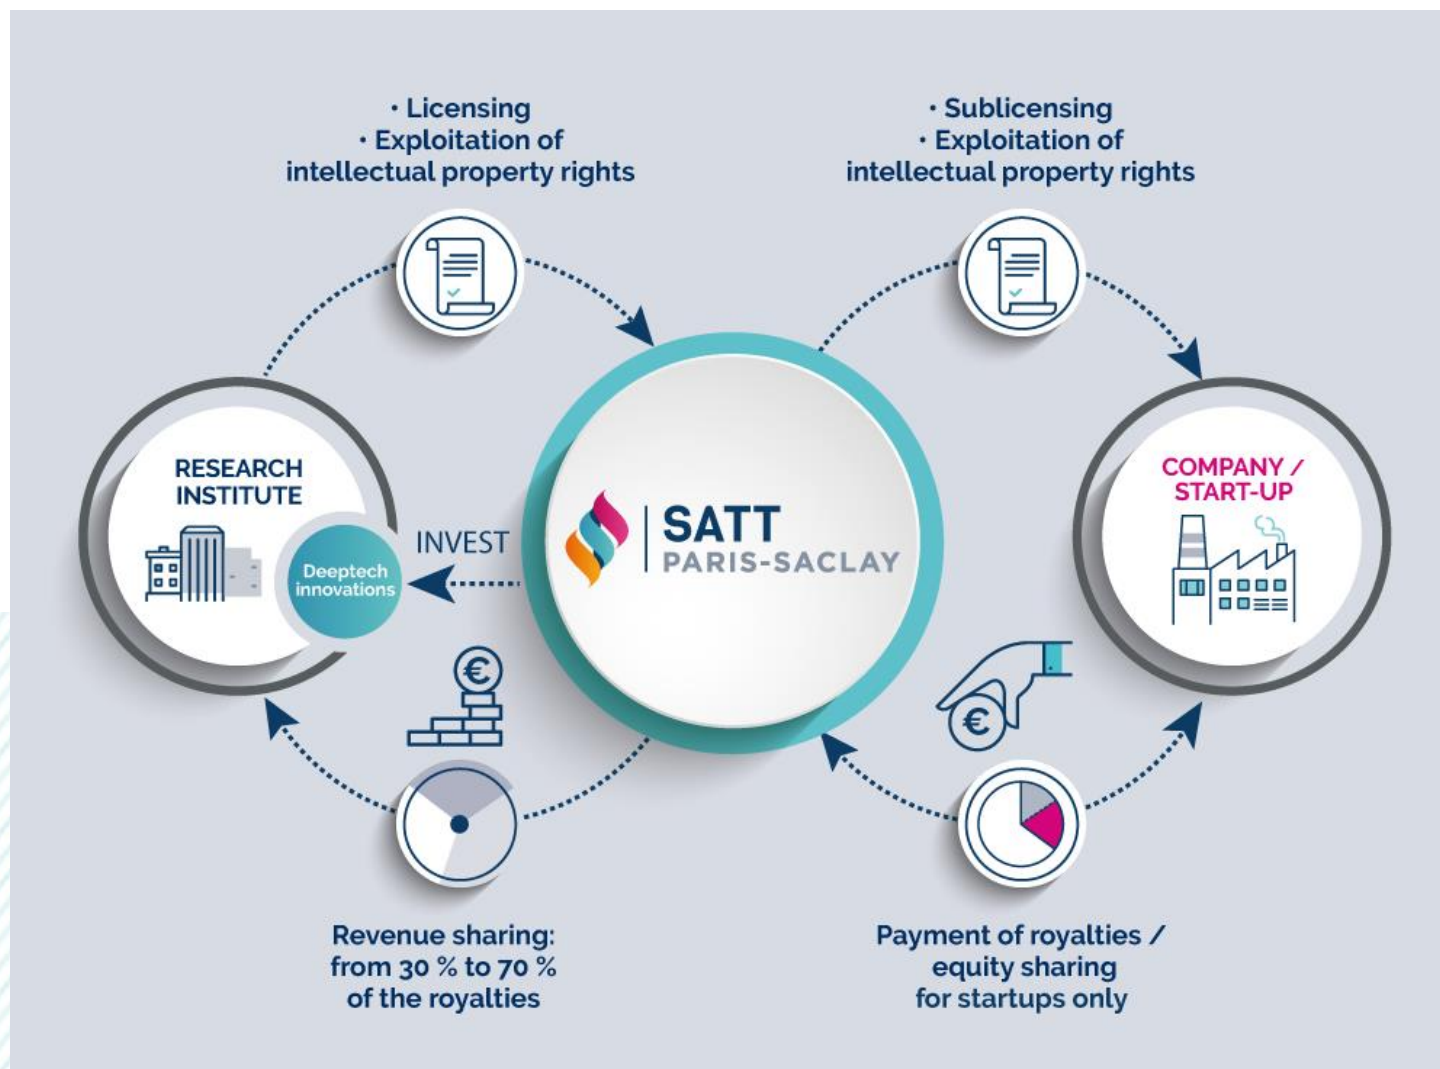 • Licensing
• Exploitation of
intellectual property rights
• Sublicensing
• Exploitation of
intellectual property rights
RESEARCH
INSTITUTE
Deeptech
innovations
INVEST
SATT
PARIS-SACLAY
COMPANY /
START-UP
€
€
Revenue sharing:
from 30 % to 70 %
of the royalties
Payment of royalties /
equity sharing
for startups only